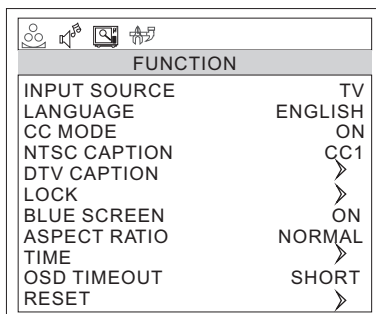 FUNCTION
INPUT SOURCE TV
LANGUAGE ENGLISH
CC MODE ON
NTSC CAPTION CC1
DTV CAPTION
LOCK
BLUE SCREEN ON
ASPECT RATIO NORMAL
TIME
OSD TIMEOUT SHORT
RESET